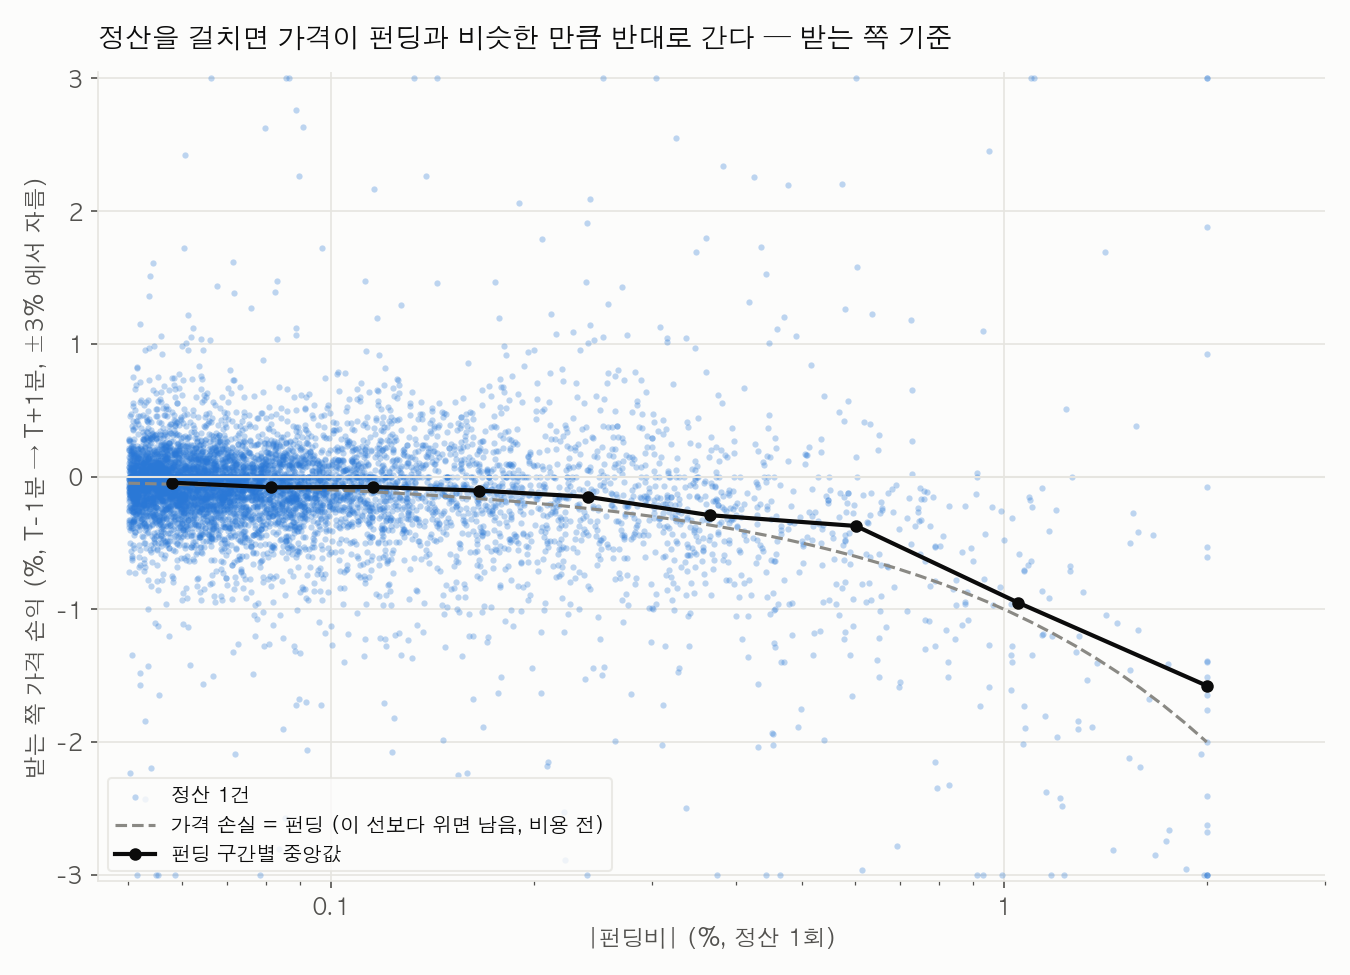 정산을 걸치면 가격이 펀딩과 비슷한 만큼 반대로 간다 — 받는 쪽 기준
받는 쪽 가격 손익 (%, T-1분 → T+1분, ±3% 에서 자름)
3
2
1
0
-1
-2
-3
정산 1건
가격 손실 = 펀딩 (이 선보다 위면 남음, 비용 전)
펀딩 구간별 중앙값
0.1
1
|펀딩비| (%, 정산 1회)